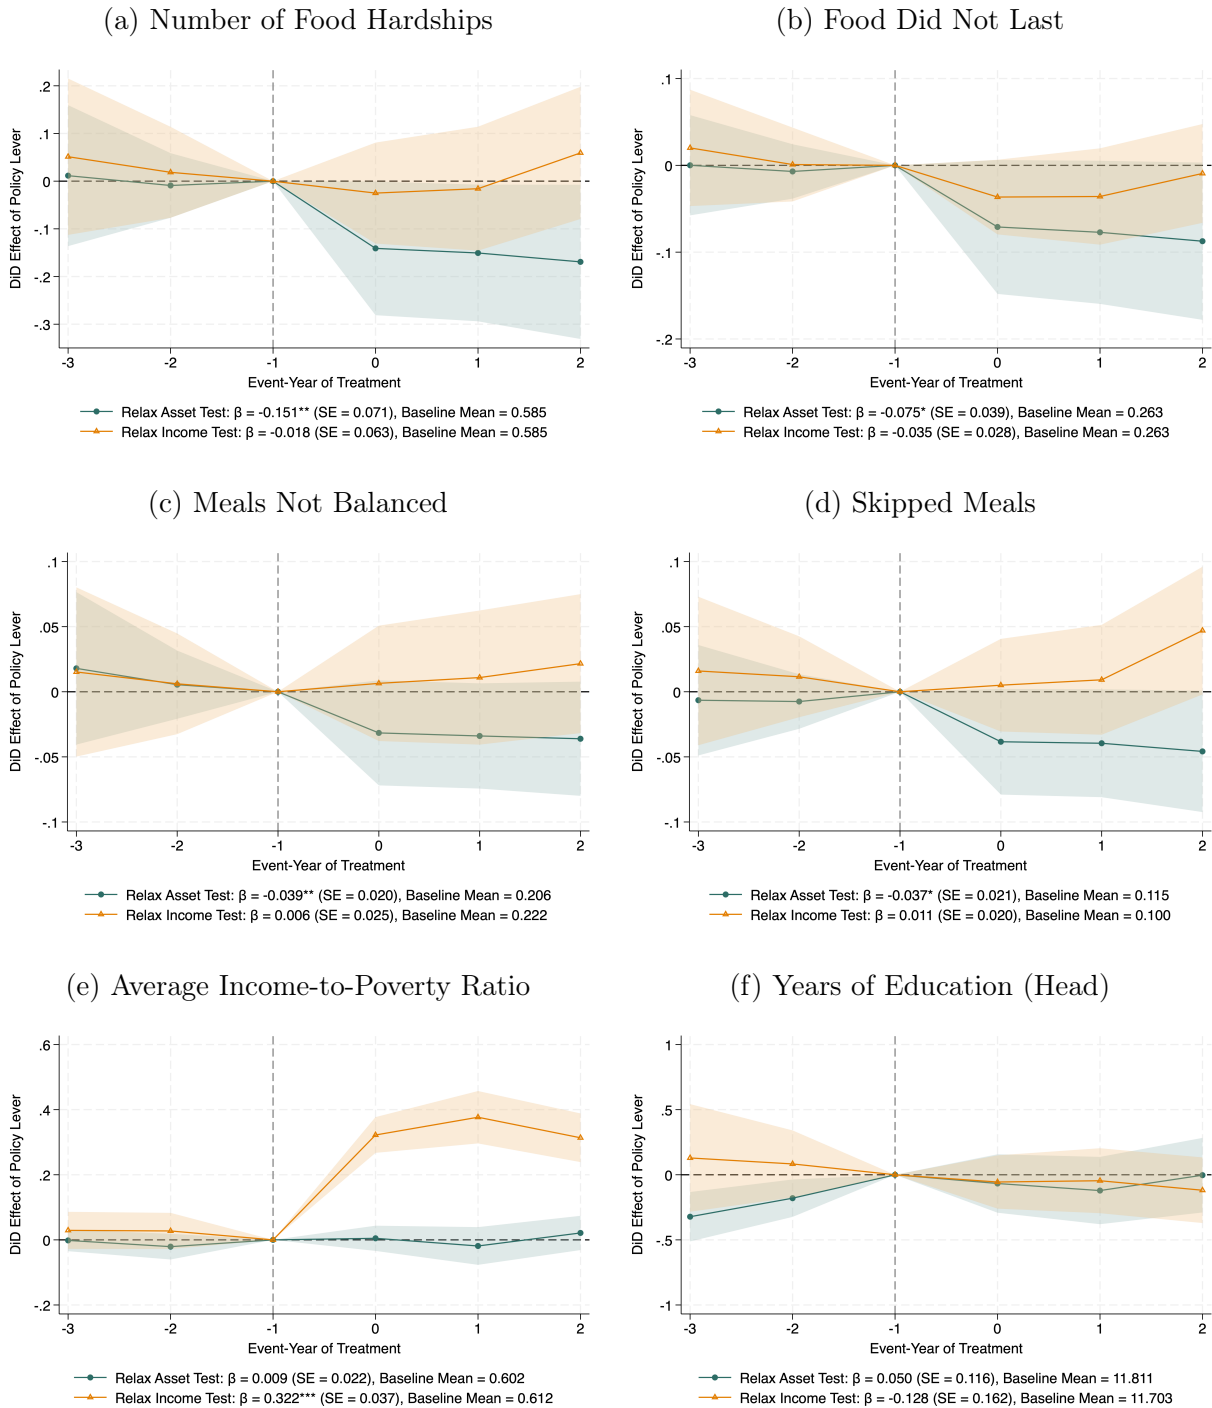 (a) Number of Food Hardships
DiD Effect of Policy Lever
.2
.1
0
-.1
-.2
-.3
-3 -2 -1 0 1 2
Event-Year of Treatment
Relax Asset Test: β = -0.151** (SE = 0.071), Baseline Mean = 0.585
Relax Income Test: β = -0.018 (SE = 0.063), Baseline Mean = 0.585
(b) Food Did Not Last
DiD Effect of Policy Lever
.1
0
-.1
-.2
-3 -2 -1 0 1 2
Event-Year of Treatment
Relax Asset Test: β = -0.075* (SE = 0.039), Baseline Mean = 0.263
Relax Income Test: β = -0.035 (SE = 0.028), Baseline Mean = 0.263
(c) Meals Not Balanced
DiD Effect of Policy Lever
.1
.05
0
-.05
-.1
-3 -2 -1 0 1 2
Event-Year of Treatment
Relax Asset Test: β = -0.039** (SE = 0.020), Baseline Mean = 0.206
Relax Income Test: β = 0.006 (SE = 0.025), Baseline Mean = 0.222
(d) Skipped Meals
DiD Effect of Policy Lever
.1
.05
0
-.05
-.1
-3 -2 -1 0 1 2
Event-Year of Treatment
Relax Asset Test: β = -0.037* (SE = 0.021), Baseline Mean = 0.115
Relax Income Test: β = 0.011 (SE = 0.020), Baseline Mean = 0.100
(e) Average Income-to-Poverty Ratio
DiD Effect of Policy Lever
.6
.4
.2
0
-.2
-3 -2 -1 0 1 2
Event-Year of Treatment
Relax Asset Test: β = 0.009 (SE = 0.022), Baseline Mean = 0.602
Relax Income Test: β = 0.322*** (SE = 0.037), Baseline Mean = 0.612
(f) Years of Education (Head)
DiD Effect of Policy Lever
1
.5
0
-.5
-1
-3 -2 -1 0 1 2
Event-Year of Treatment
Relax Asset Test: β = 0.050 (SE = 0.116), Baseline Mean = 11.811
Relax Income Test: β = -0.128 (SE = 0.162), Baseline Mean = 11.703